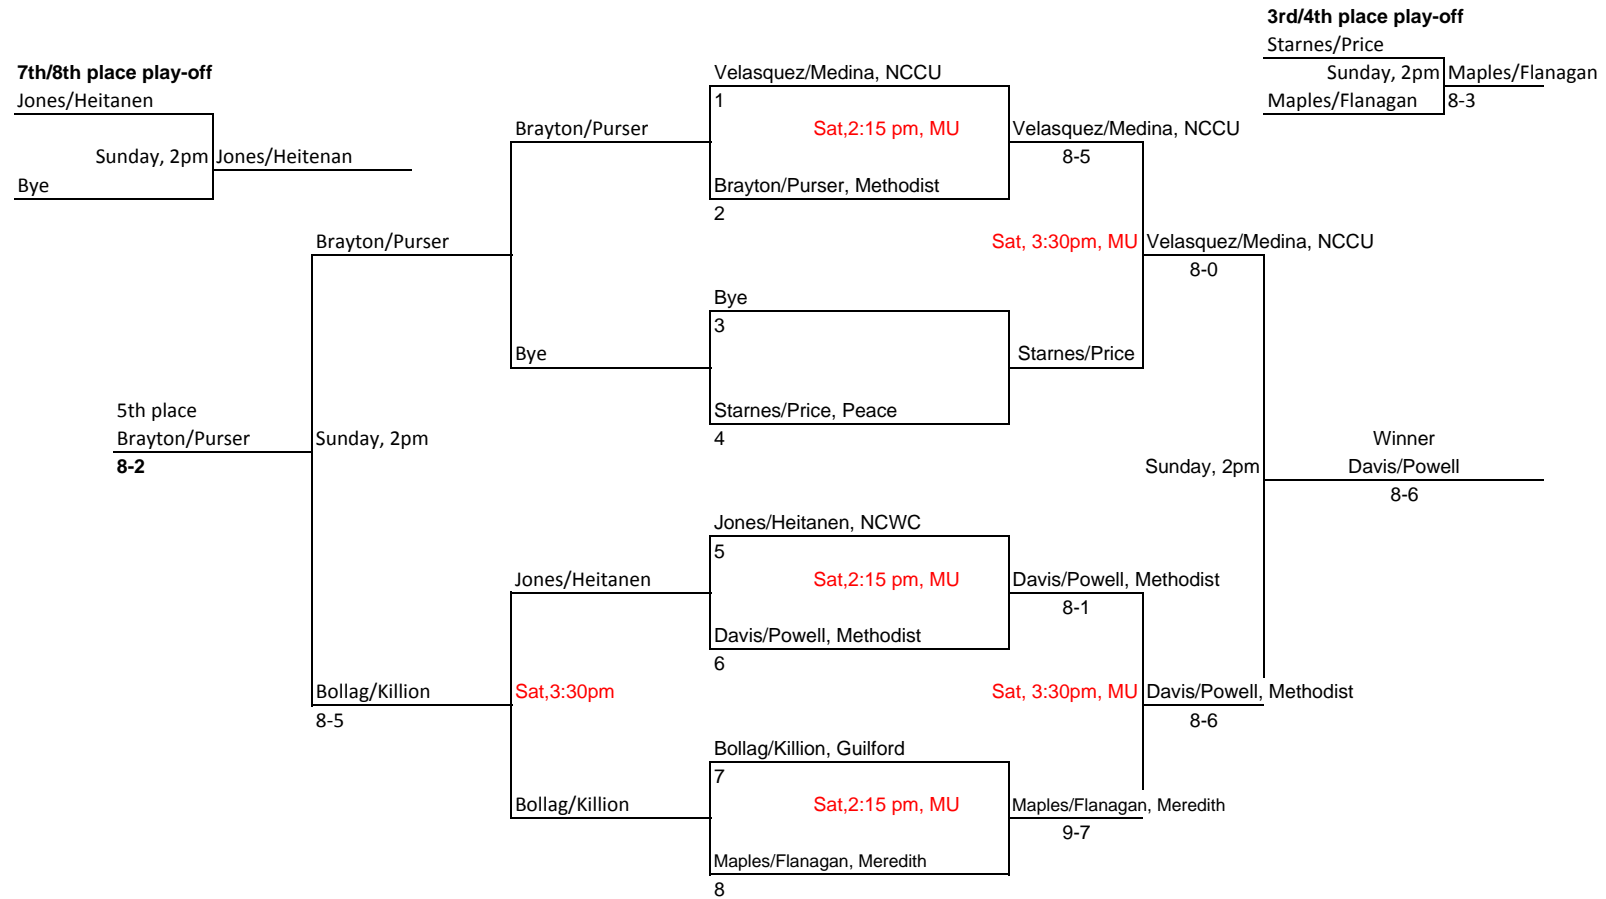 3rd/4th place play-off
Starnes/Price
7th/8th place play-off
Velasquez/Medina, NCCU
Sunday, 2pm
Maples/Flanagan
Jones/Heitanen
1
Maples/Flanagan
8-3
Brayton/Purser
Sat,2:15 pm, MU
Velasquez/Medina, NCCU
Sunday, 2pm
Jones/Heitenan
8-5
Bye
Brayton/Purser, Methodist
2
Brayton/Purser
Sat, 3:30pm, MU
Velasquez/Medina, NCCU
8-0
Bye
3
Bye
Starnes/Price
5th place
Starnes/Price, Peace
Brayton/Purser
Sunday, 2pm
4
Winner
8-2
Sunday, 2pm
Davis/Powell
8-6
Jones/Heitanen, NCWC
5
Jones/Heitanen
Sat,2:15 pm, MU
Davis/Powell, Methodist
8-1
Davis/Powell, Methodist
6
Bollag/Killion
Sat,3:30pm
Sat, 3:30pm, MU
Davis/Powell, Methodist
8-5
8-6
Bollag/Killion, Guilford
7
Bollag/Killion
Sat,2:15 pm, MU
Maples/Flanagan, Meredith
9-7
Maples/Flanagan, Meredith
8